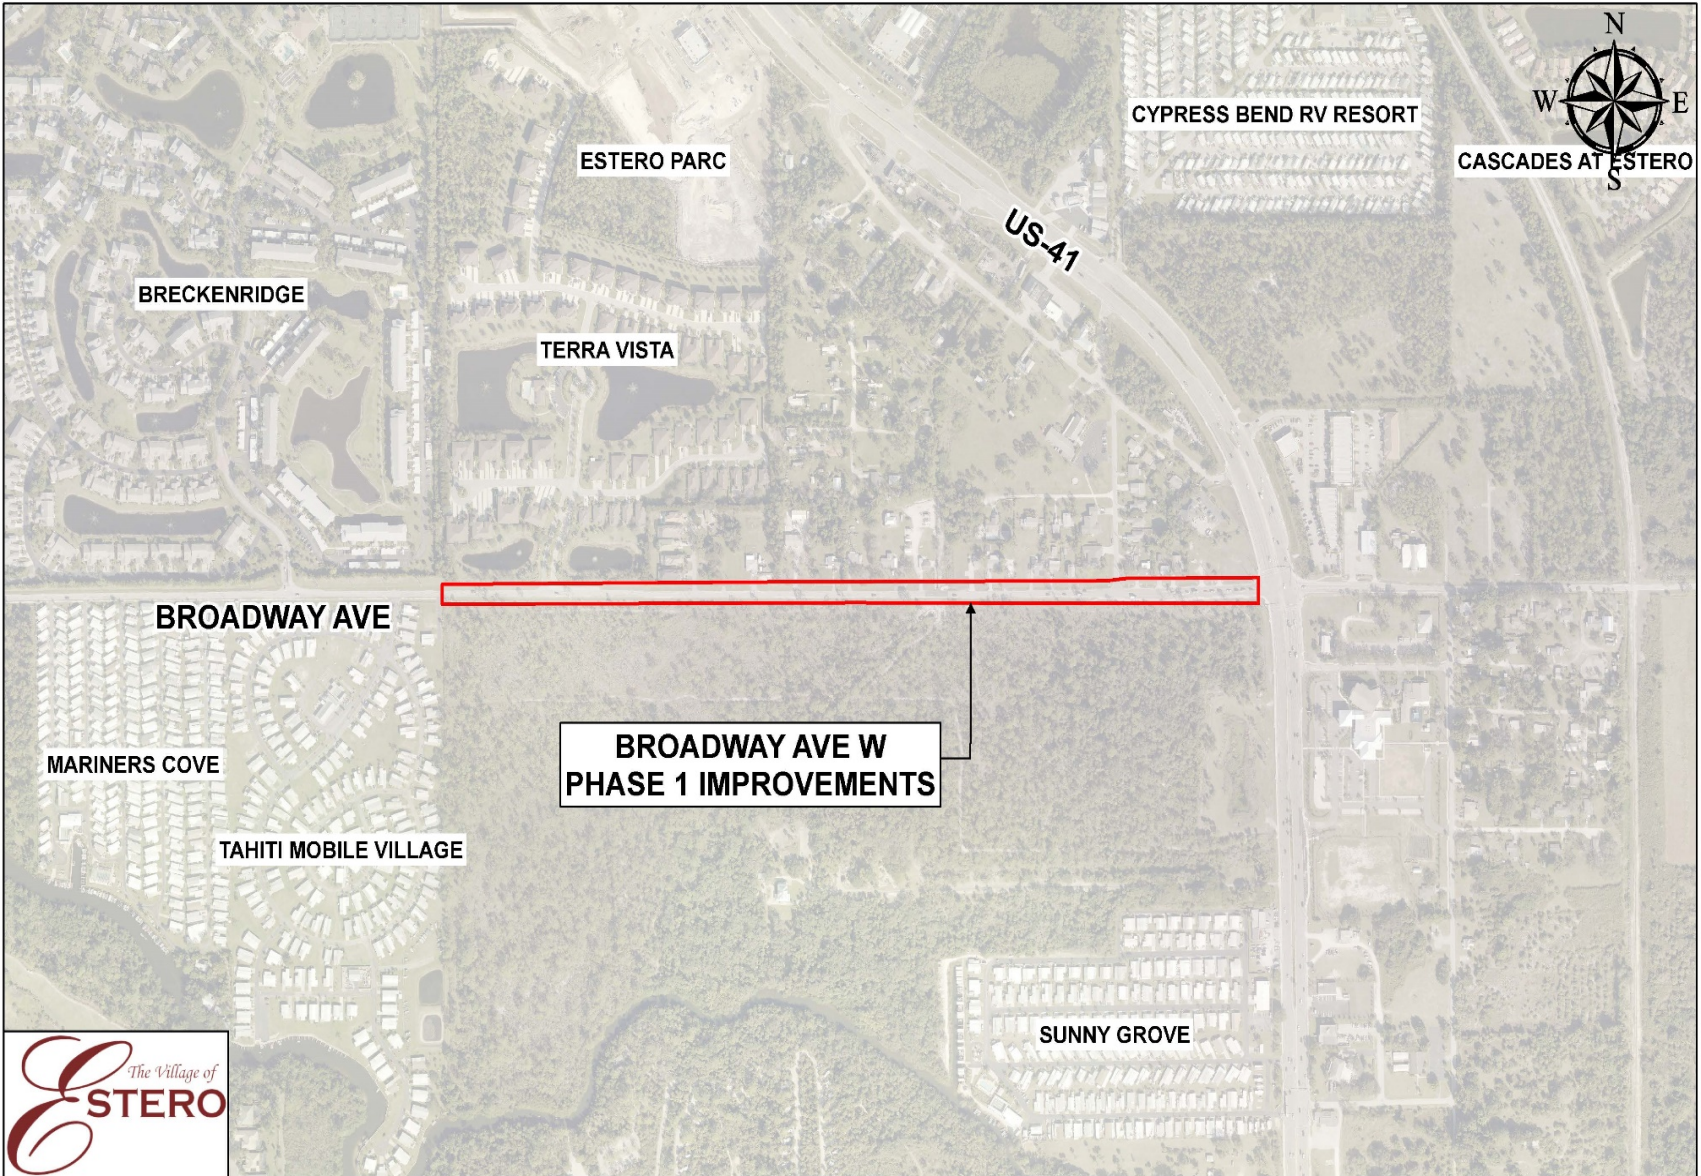 N
W E
S
CYPRESS BEND RV RESORT
CASCADES AT ESTERO
ESTERO PARC
US-41
BRECKENRIDGE
TERRA VISTA
BROADWAY AVE
BROADWAY AVE W
PHASE 1 IMPROVEMENTS
MARINERS COVE
TAHITI MOBILE VILLAGE
SUNNY GROVE
The Village of
ESTERO